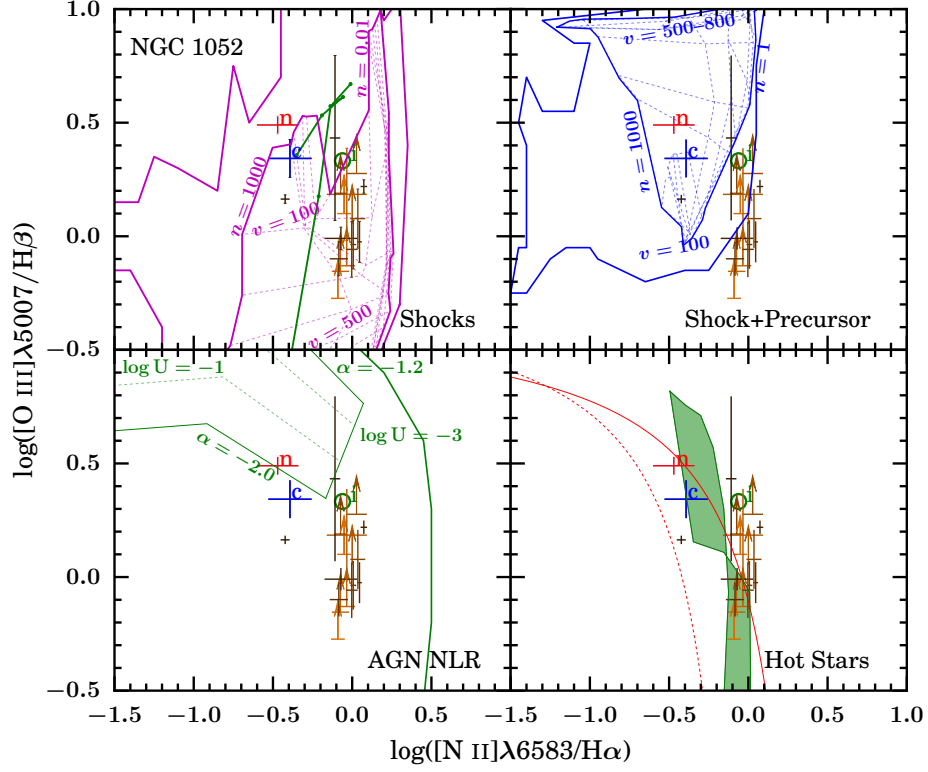 NGC 1052
n = 0.01
n
c
i
n = 1000
v = 100
v = 500
Shocks
v = 500–800
n = 1
n
c
i
n = 1000
v = 100
Shock+Precursor
log U = −1
α = −1.2
log U = −3
α = −2.0
n
c
i
AGN NLR
n
c
i
Hot Stars
1.0
0.5
0.0
−0.5
0.5
0.0
−0.5
−1.5 −1.0 −0.5 0.0 0.5
−1.5 −1.0 −0.5 0.0 0.5 1.0
log([O III]λ5007/Hβ)
log([N II]λ6583/Hα)